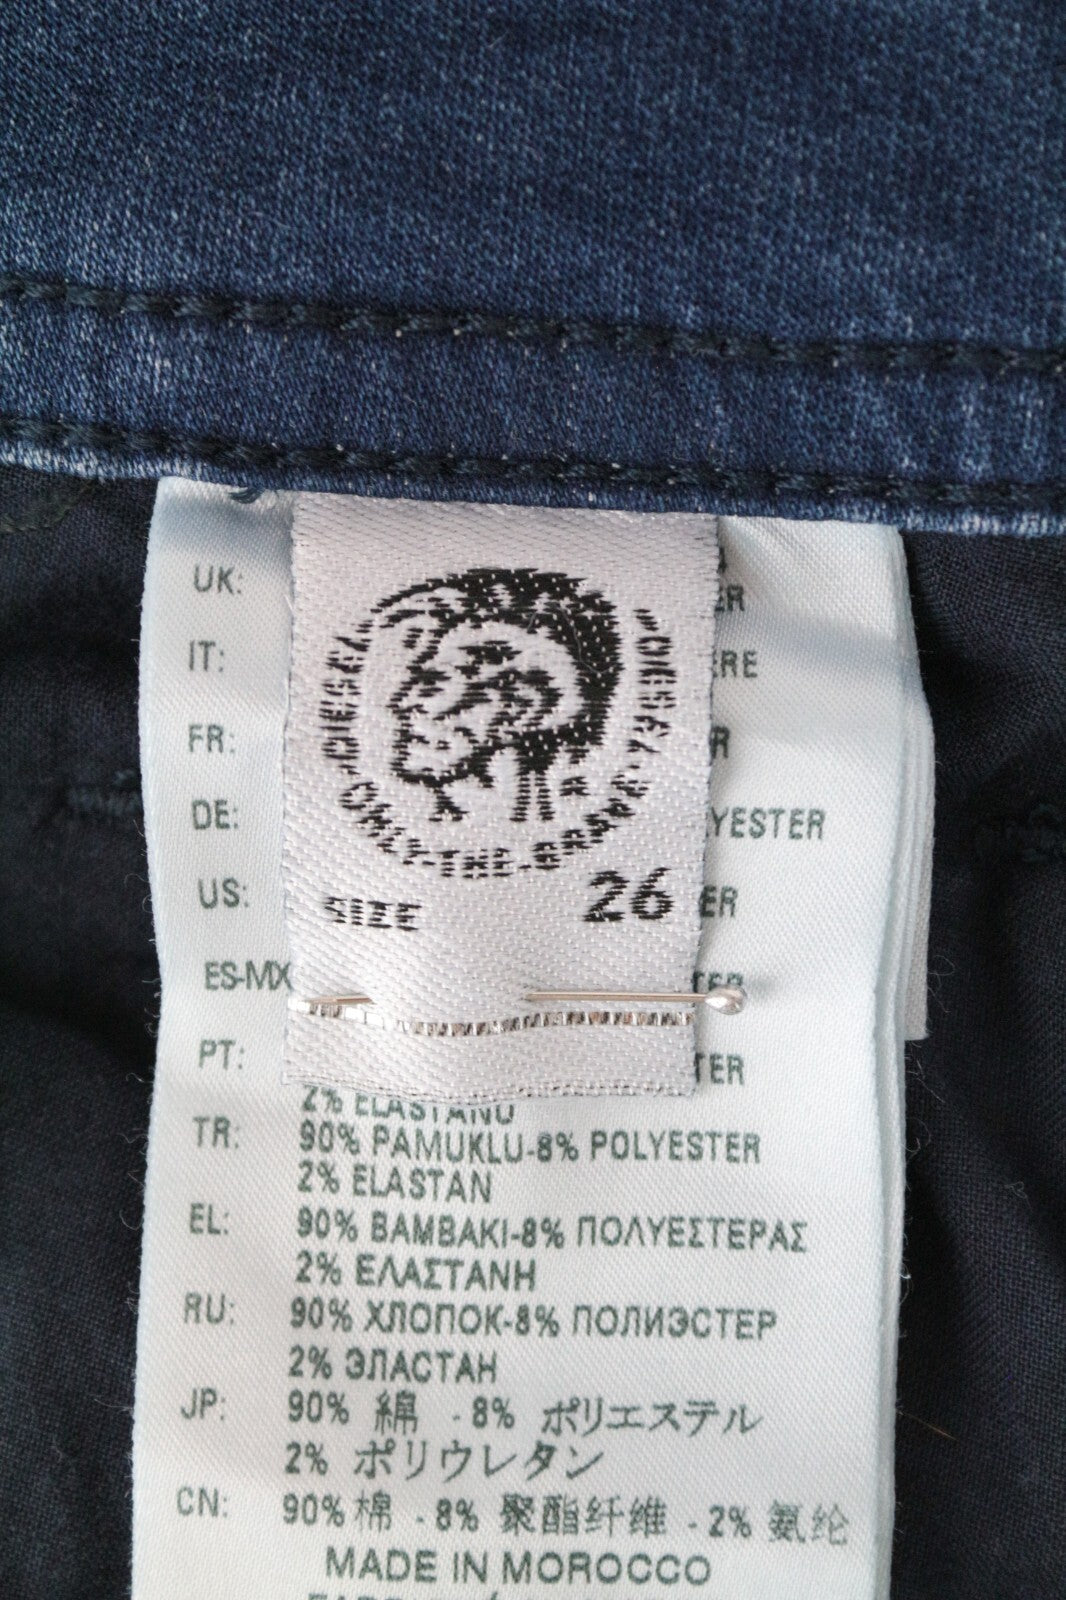 DIESEL·ONLY·THE·BRAVE·
SIZE 26
UK: ER
IT: ERE
FR: R
DE: YESTER
US: ER
ES-MX TER
PT: TER
2% ELASTANO
TR: 90% PAMUKLU-8% POLYESTER
2% ELASTAN
EL: 90% ΒΑΜΒΑΚΙ-8% ΠΟΛΥΕΣΤΕΡΑΣ
2% ΕΛΑΣΤΑΝΗ
RU: 90% ХЛОПОК-8% ПОЛИЭСТЕР
2% ЭЛАСТАН
JP: 90% 綿 - 8% ポリエステル
2% ポリウレタン
CN: 90% 棉 - 8% 聚酯纤维 - 2% 氨纶
MADE IN MOROCCO